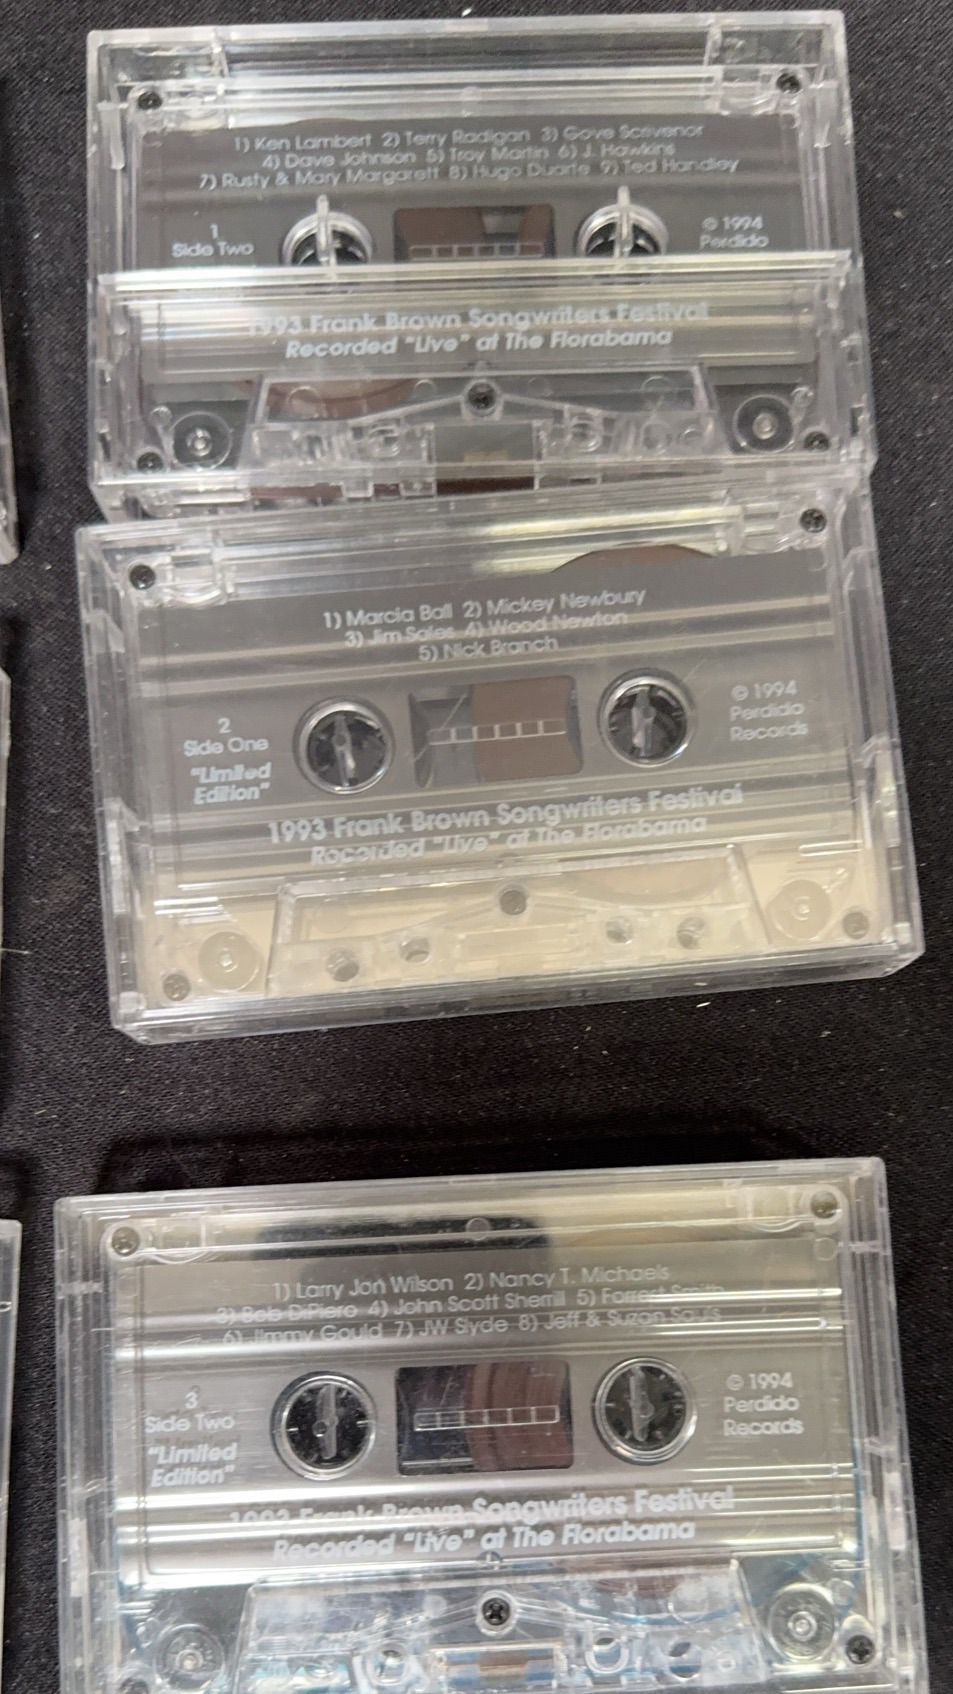 1) Ken Lambert 2) Terry Radigan 3) Gove Scrivenor
4) Dave Johnson 5) Troy Martin 6) J. Hawkins
7) Rusty & Mary Margarett 8) Hugo Duarte 9) Ted Handley
1
Side Two
© 1994
Perdido
1993 Frank Brown Songwriters Festival
Recorded "Live" at The Florabama
1) Marcia Ball 2) Mickey Newbury
3) Jim Sales 4) Wood Newton
5) Nick Branch
2
Side One
"Limited
Edition"
© 1994
Perdido
Records
1993 Frank Brown Songwriters Festival
Recorded "Live" at The Florabama
1) Larry Jon Wilson 2) Nancy T. Michaels
3) Bob DiPiero 4) John Scott Sherrill 5) Forrest Smith
6) Jimmy Gould 7) JW Slyde 8) Jeff & Suzan
3
Side Two
"Limited
Edition"
© 1994
Perdido
Records
1993 Frank Brown Songwriters Festival
Recorded "Live" at The Florabama